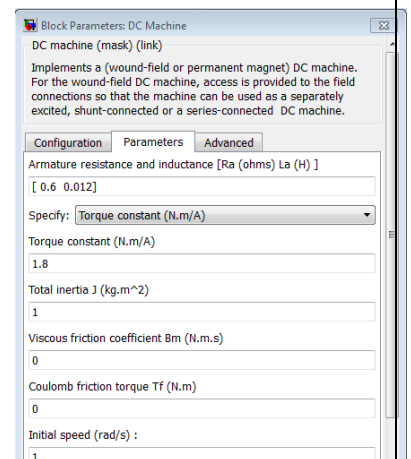 Block Parameters: DC Machine
DC machine (mask) (link)
Implements a (wound-field or permanent magnet) DC machine.
For the wound-field DC machine, access is provided to the field
connections so that the machine can be used as a separately
excited, shunt-connected or a series-connected DC machine.
Configuration Parameters Advanced
Armature resistance and inductance [Ra (ohms) La (H) ]
[ 0.6 0.012]
Specify: Torque constant (N.m/A)
Torque constant (N.m/A)
1.8
Total inertia J (kg.m^2)
1
Viscous friction coefficient Bm (N.m.s)
0
Coulomb friction torque Tf (N.m)
0
Initial speed (rad/s) :
1